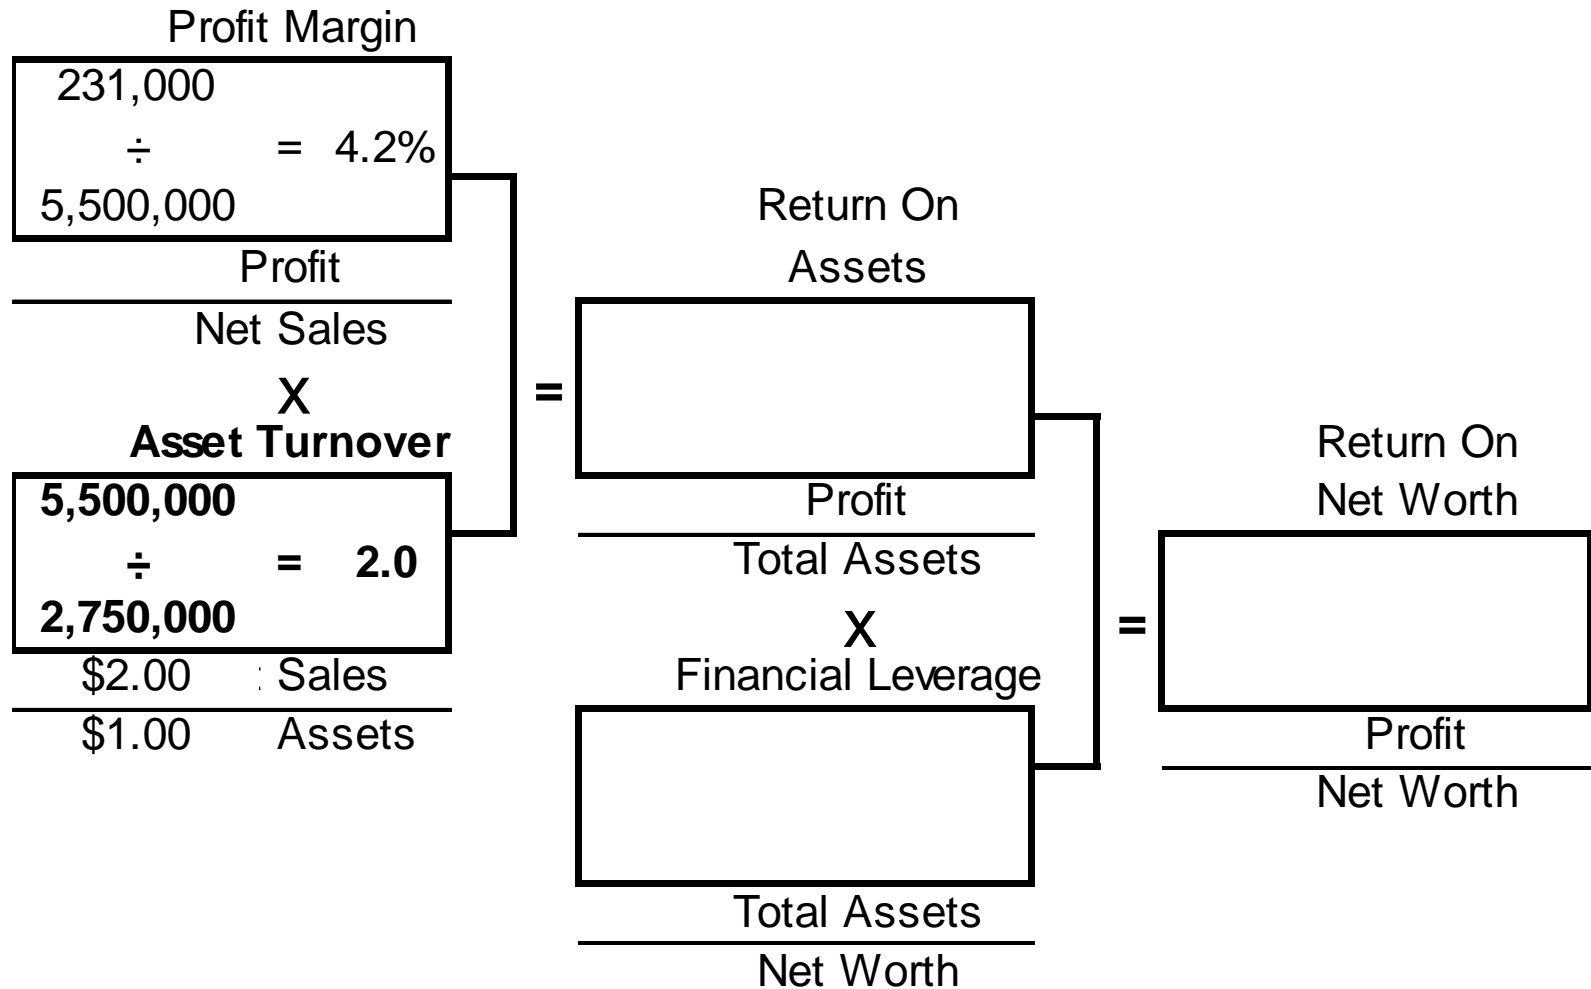 Profit Margin
231,000
÷ = 4.2%
5,500,000
Profit
Net Sales
X
Asset Turnover
5,500,000
÷ = 2.0
2,750,000
$2.00 : Sales
$1.00 Assets
=
Return On
Assets
Profit
Total Assets
X
Financial Leverage
Total Assets
Net Worth
=
Return On
Net Worth
Profit
Net Worth